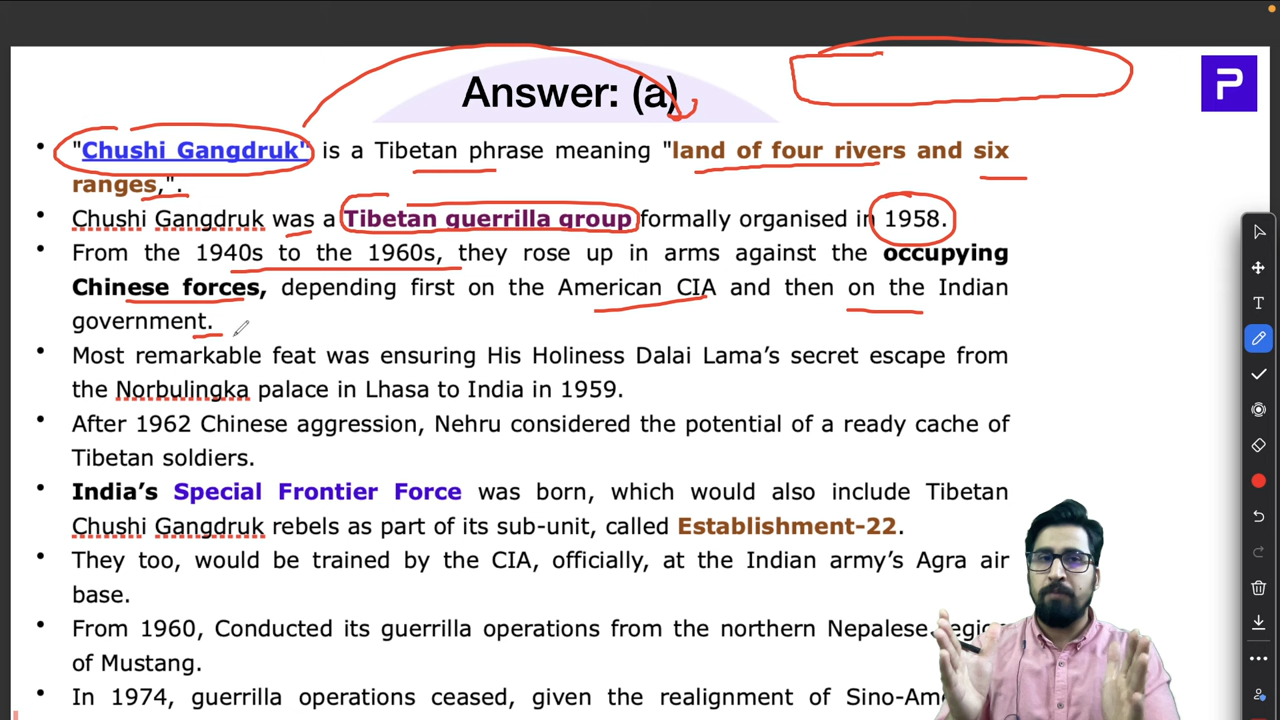 Answer: (a)
P
• "Chushi Gangdruk" is a Tibetan phrase meaning "land of four rivers and six
ranges,".
• Chushi Gangdruk was a Tibetan guerrilla group formally organised in 1958.
• From the 1940s to the 1960s, they rose up in arms against the occupying
Chinese forces, depending first on the American CIA and then on the Indian
government.
• Most remarkable feat was ensuring His Holiness Dalai Lama’s secret escape from
the Norbulingka palace in Lhasa to India in 1959.
• After 1962 Chinese aggression, Nehru considered the potential of a ready cache of
Tibetan soldiers.
• India’s Special Frontier Force was born, which would also include Tibetan
Chushi Gangdruk rebels as part of its sub-unit, called Establishment-22.
• They too, would be trained by the CIA, officially, at the Indian army’s Agra air
base.
• From 1960, Conducted its guerrilla operations from the northern Nepalese
of Mustang.
• In 1974, guerrilla operations ceased, given the realignment of